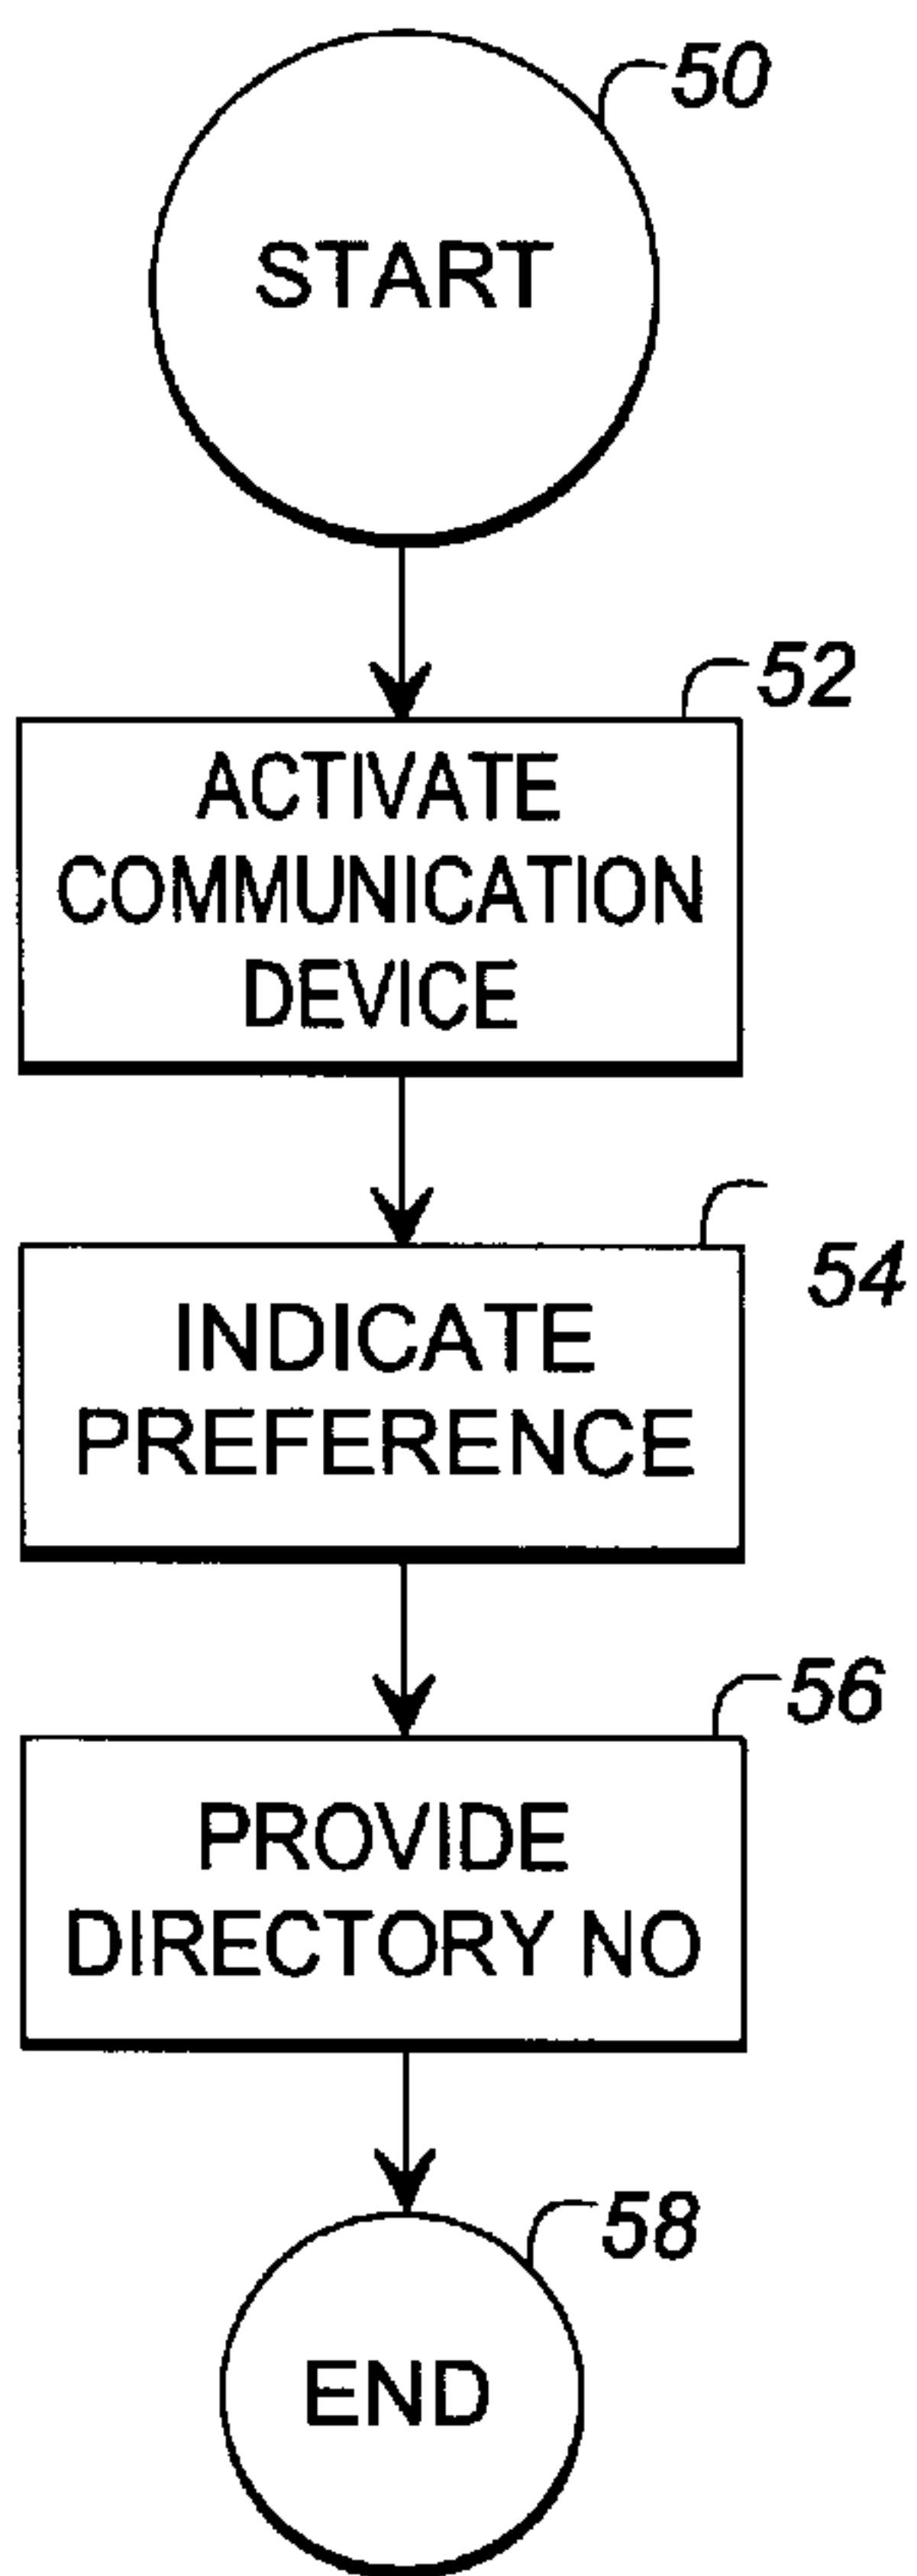 50
START
52
ACTIVATE
COMMUNICATION
DEVICE
54
INDICATE
PREFERENCE
56
PROVIDE
DIRECTORY NO
58
END